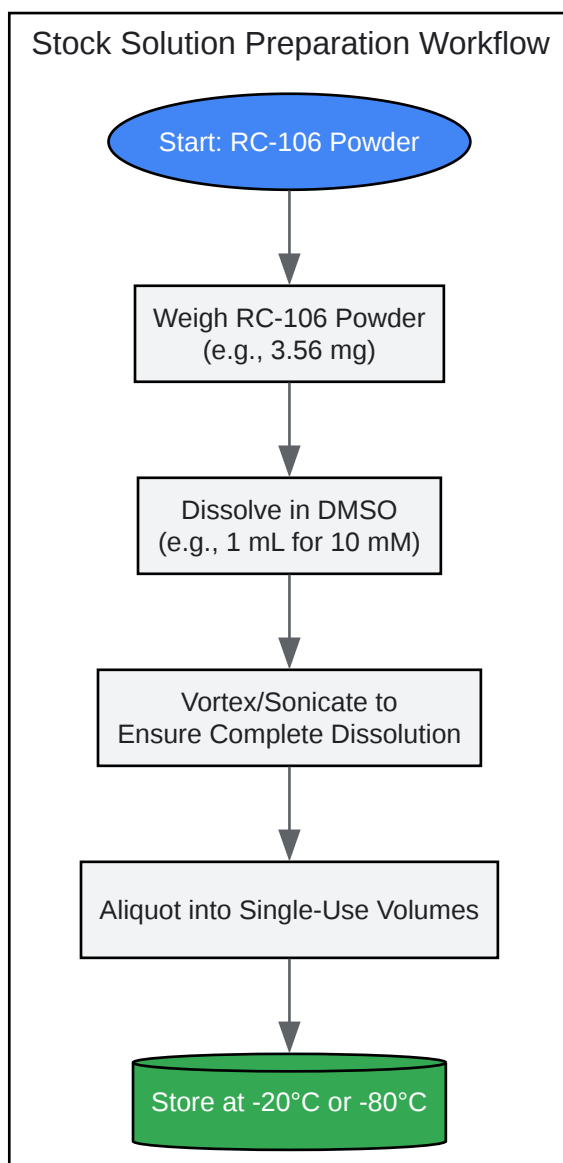 Stock Solution Preparation Workflow
Start: RC-106 Powder
Weigh RC-106 Powder
(e.g., 3.56 mg)
Dissolve in DMSO
(e.g., 1 mL for 10 mM)
Vortex/Sonicate to
Ensure Complete Dissolution
Aliquot into Single-Use Volumes
Store at -20°C or -80°C